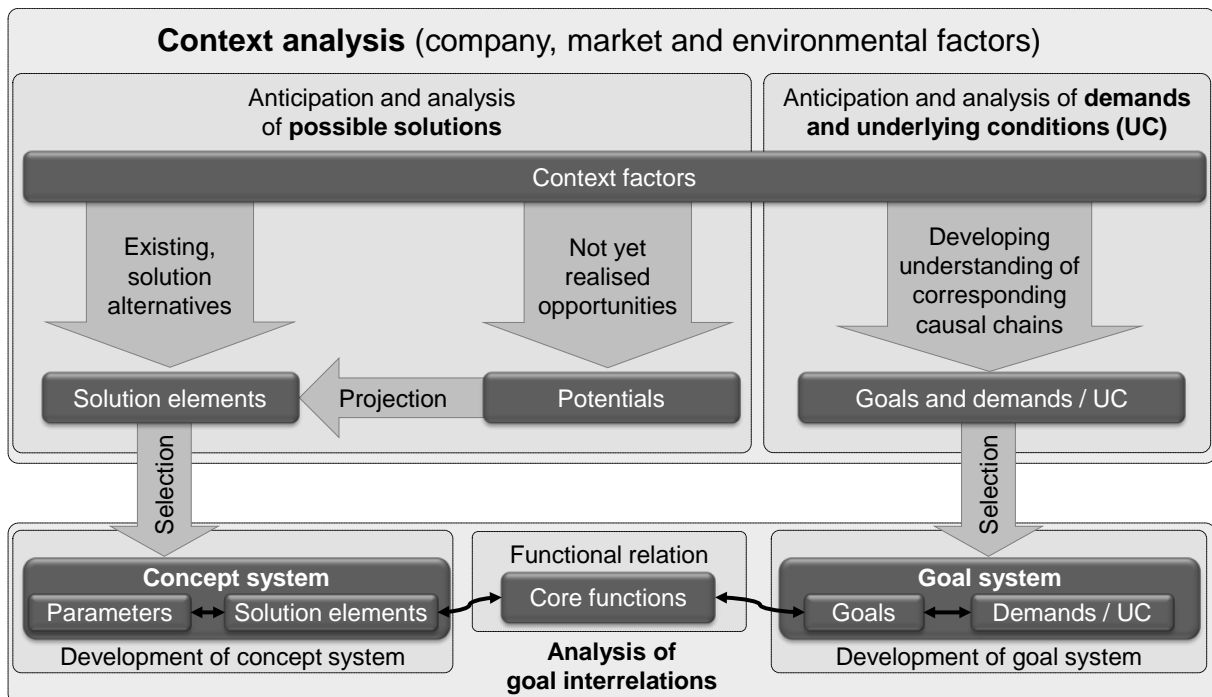 Context analysis (company, market and environmental factors)
Anticipation and analysis
of possible solutions
Anticipation and analysis of demands
and underlying conditions (UC)
Context factors
Existing,
solution
alternatives
Not yet
realised
opportunities
Developing
understanding of
corresponding
causal chains
Solution elements
Projection
Potentials
Goals and demands / UC
Selection
Selection
Concept system
Parameters
Solution elements
Development of concept system
Functional relation
Core functions
Analysis of
goal interrelations
Goal system
Goals
Demands / UC
Development of goal system